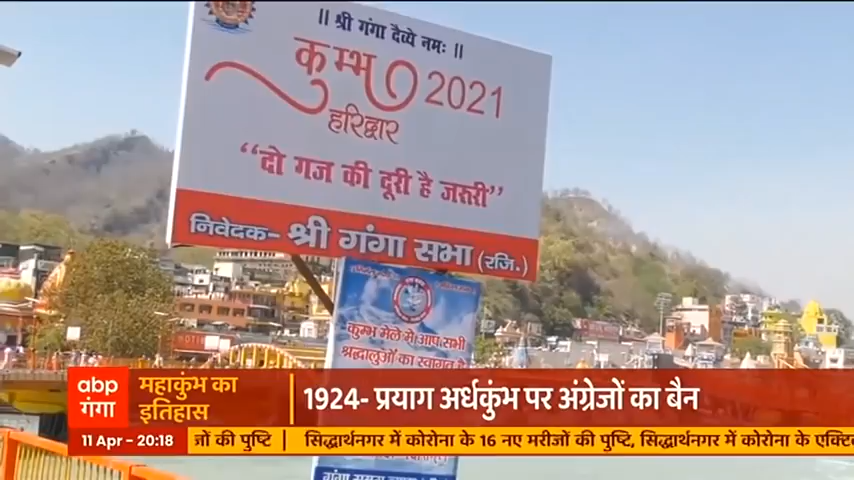 ॥ श्री गंगा दैव्ये नमः ॥
कुम्भ 2021
हरिद्वार
“दो गज की दूरी है जरूरी”
निवेदक- श्री गंगा सभा (रजि.)
कुम्भ मेले में आप सभी
श्रद्धालुओं का स्वागत
abp
गंगा
महाकुंभ का
इतिहास
1924- प्रयाग अर्धकुंभ पर अंग्रेजों का बैन
11 Apr - 20:18
नों की पुष्टि | सिद्धार्थनगर में कोरोना के 16 नए मरीजों की पुष्टि, सिद्धार्थनगर में कोरोना के